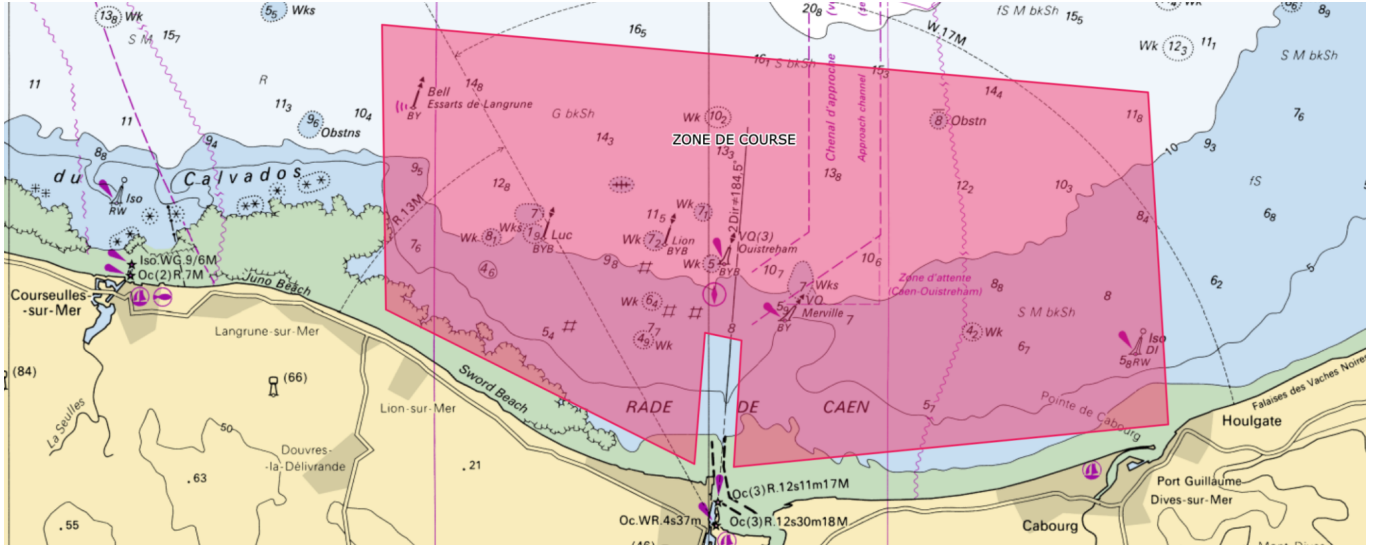 13₈ Wk
5₅ Wks
S M
15₇
16₅
20₈
fS M bkSh
15₅
Wk 12₃
11₁
8₉
S M bkSh
W.17M
16₁ S bkSh
15₃
14₄
11₈
7₆
11
R
11₃
10₄
9₆
Obstns
11
9₄
8₈
Bell
Essarts de Langrune
BY
14₈
G bkSh
14₃
Wk 10₂
ZONE DE COURSE
13₃
Chenal d'approche
Approach channel
13₈
8 Obstn
12₂
10₃
10
9₃
fS
6₈
8₄
du Calvados
Iso
RW
9₅
12₈
R.13M
7₆
7
Wk 8₁
Wks 1₉
Luc
BYB
4₆
9₈
11₅
Wk 7₂
Lion
BYB
Wk 7₁
Dir≠184.5°
VQ(3)
Ouistreham
BYB
Wk 5
10₇
10₆
7 Wks
VQ
Merville
BY
7
Zone d'attente
(Caen-Ouistreham)
8₈
8
6₂
5
S M bkSh
4₂ Wk
6₇
Iso
DI
5₈ RW
Iso.WG.9/6M
Oc(2)R.7M
Juno Beach
Courseulles
-sur-Mer
Langrune-sur-Mer
Wk 6₄
5₄
7₇
4₉ Wk
8
(84)
(66)
La Seulles
50
Lion-sur-Mer
Sword Beach
RADE DE CAEN
5₇
Pointe de Cabourg
Houlgate
Falaises des Vaches Noires
Douvres-
-la-Délivrande
.63
.21
.55
Oc(3)R.12s11m17M
Oc.WR.4s37m
Oc(3)R.12s30m18M
(46)
Port Guillaume
Dives-sur-Mer
Cabourg
Mont Dives